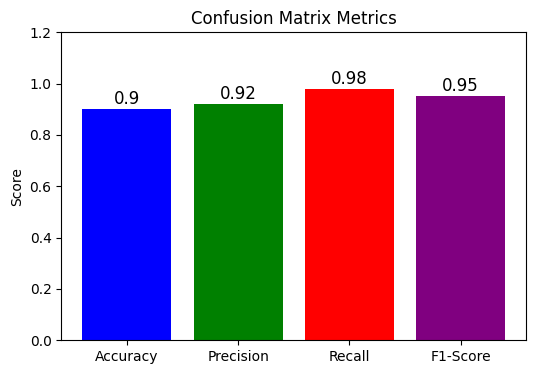 Confusion Matrix Metrics
1.2
1.0
0.8
0.6
0.4
0.2
0.0
Score
0.9
0.92
0.98
0.95
Accuracy
Precision
Recall
F1-Score